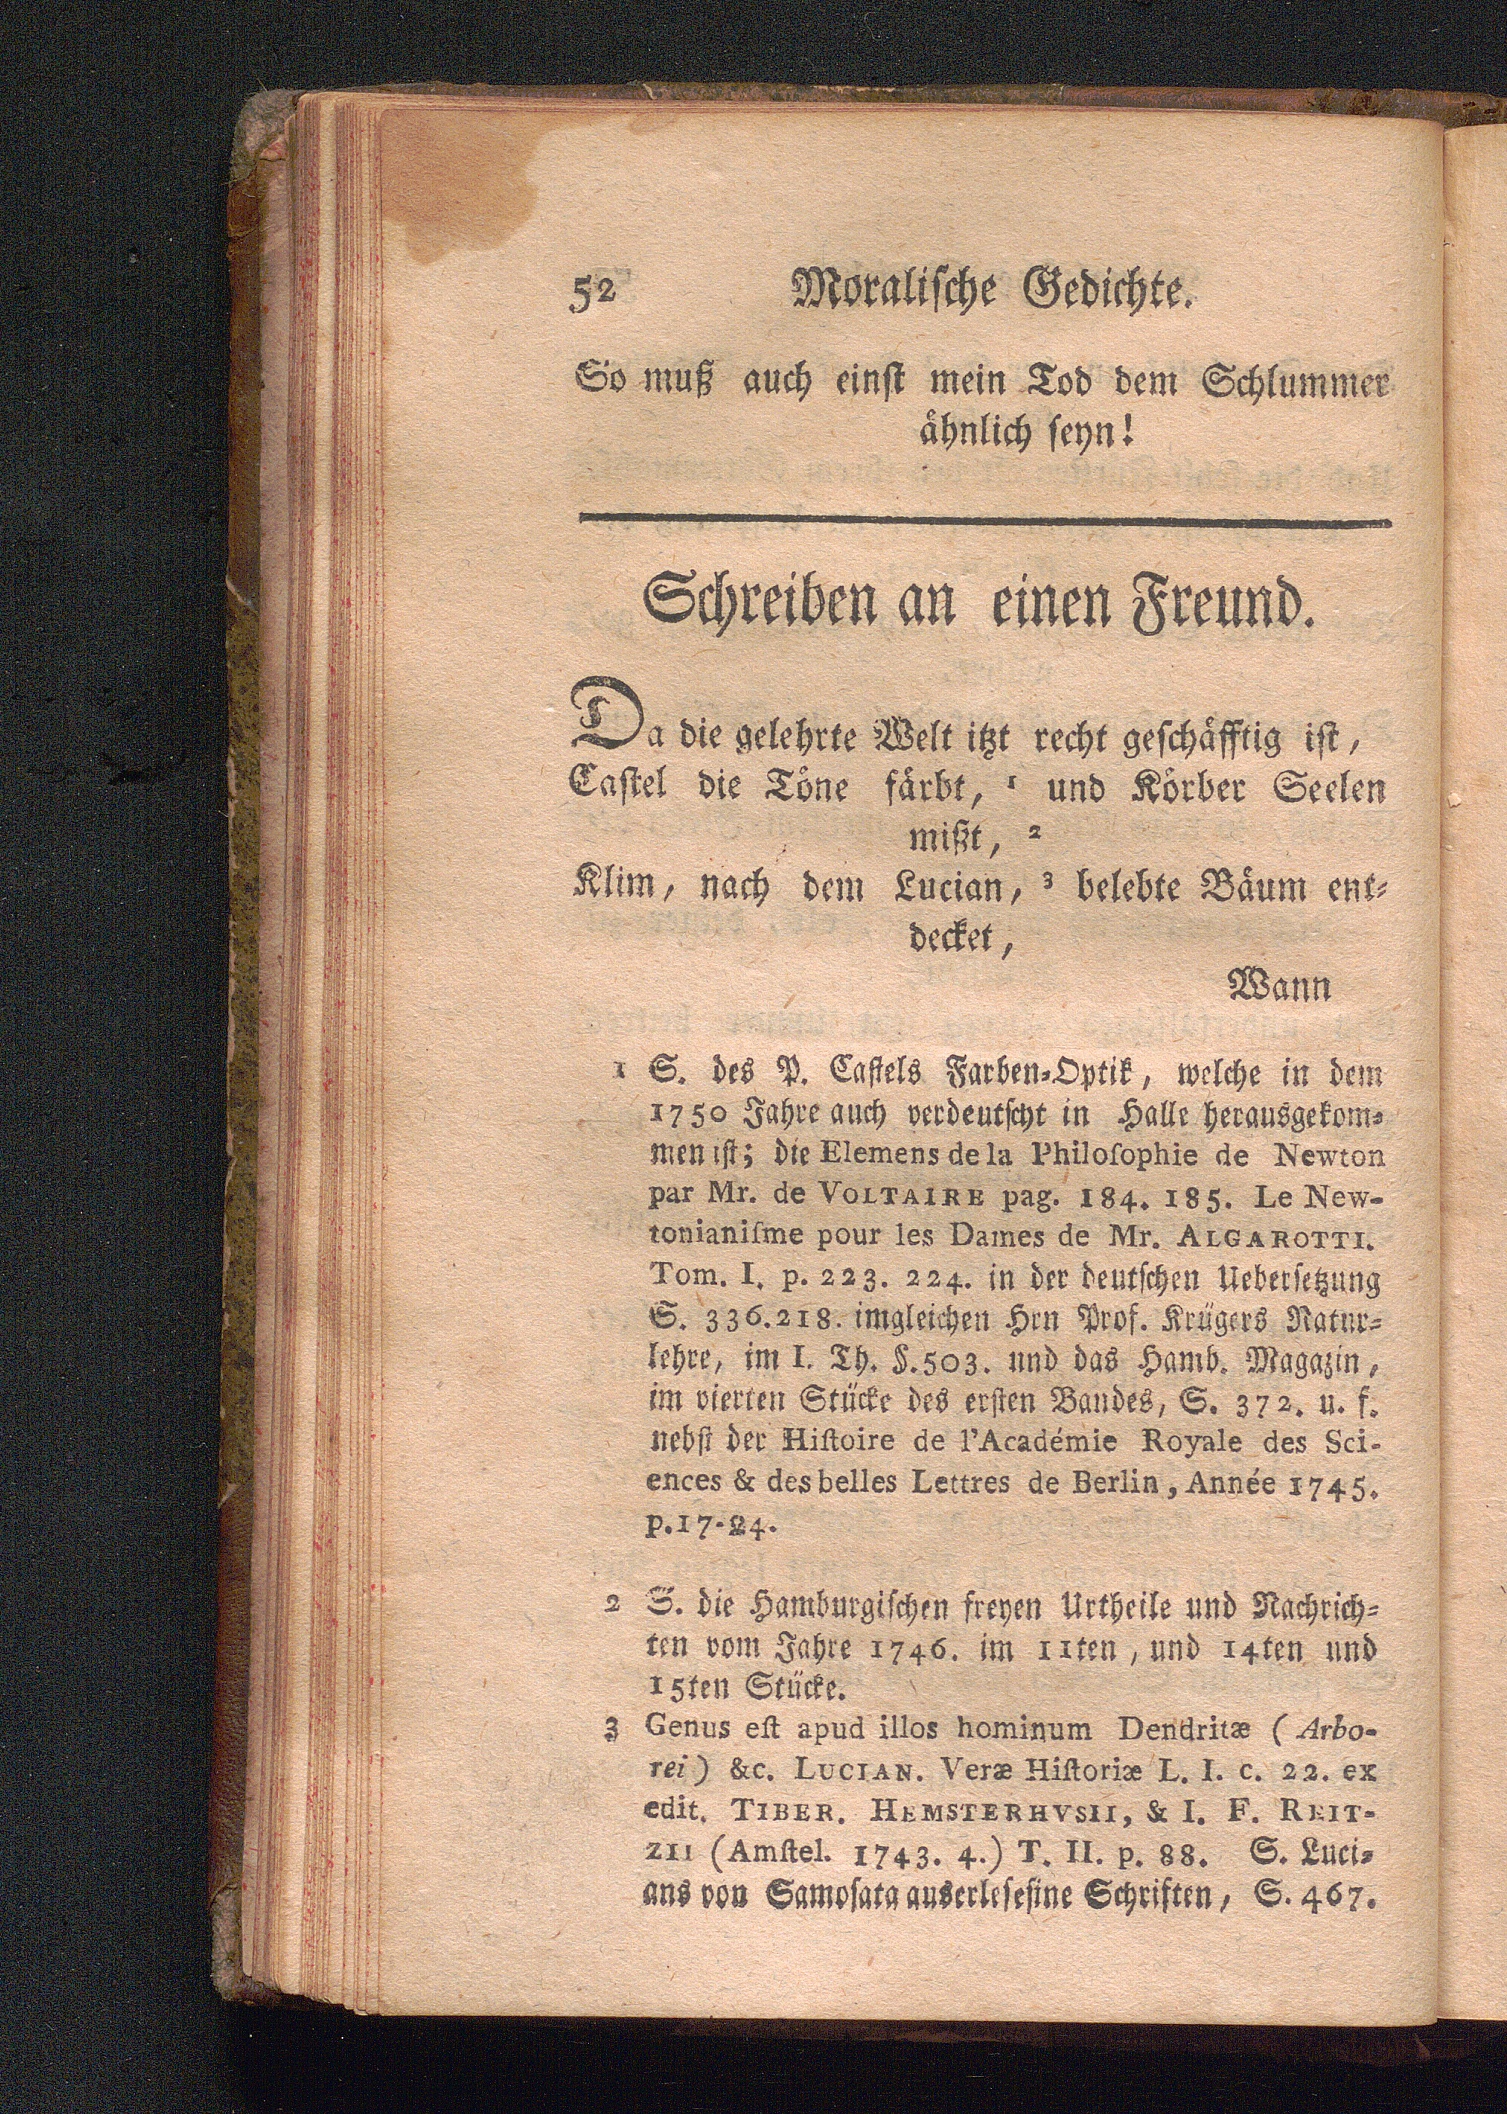 52 Moralische Gedichte.
So muß auch einst mein Tod dem Schlummer
ähnlich seyn!
Schreiben an einen Freund.
Da die gelehrte Welt itzt recht geschäfftig ist,
Castel die Töne färbt, ¹ und Körber Seelen
mißt, ²
Klim, nach dem Lucian, ³ belebte Bäum ent-
decket,
Wann
1 S. des P. Castels Farben-Optik, welche in dem
1750 Jahre auch verdeutscht in Halle herausgekom-
men ist; die Elemens de la Philoſophie de Newton
par Mr. de VOLTAIRE pag. 184. 185. Le New-
tonianiſme pour les Dames de Mr. ALGAROTTI.
Tom. I. p. 223. 224. in der deutschen Uebersetzung
S. 336. 218. imgleichen Hrn Prof. Krügers Natur-
lehre, im I. Th. §. 503. und das Hamb. Magazin,
im vierten Stücke des ersten Bandes, S. 372. u. f.
nebst der Hiſtoire de l'Académie Royale des Sci-
ences & des belles Lettres de Berlin, Année 1745.
p. 17-24.
2 S. die Hamburgischen freyen Urtheile und Nachrich-
ten vom Jahre 1746. im 11ten, und 14ten und
15ten Stücke.
3 Genus eſt apud illos hominum Dendritæ (Arbo-
rei) &c. LUCIAN. Veræ Hiſtoriæ L. I. c. 22. ex
edit. TIBER. HEMSTERHVSII, & I. F. REIT-
ZII (Amſtel. 1743. 4.) T. II. p. 88. S. Luci-
ans von Samosata auserlesesine Schriften, S. 467.